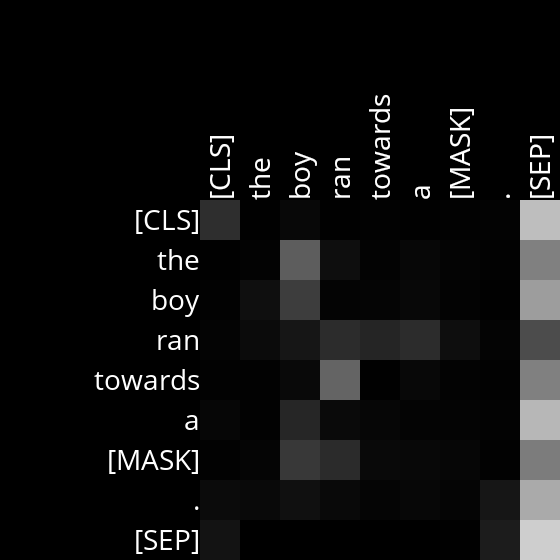 [CLS] the boy ran towards a [MASK] . [SEP]
[CLS]
the
boy
ran
towards
a
[MASK]
.
[SEP]